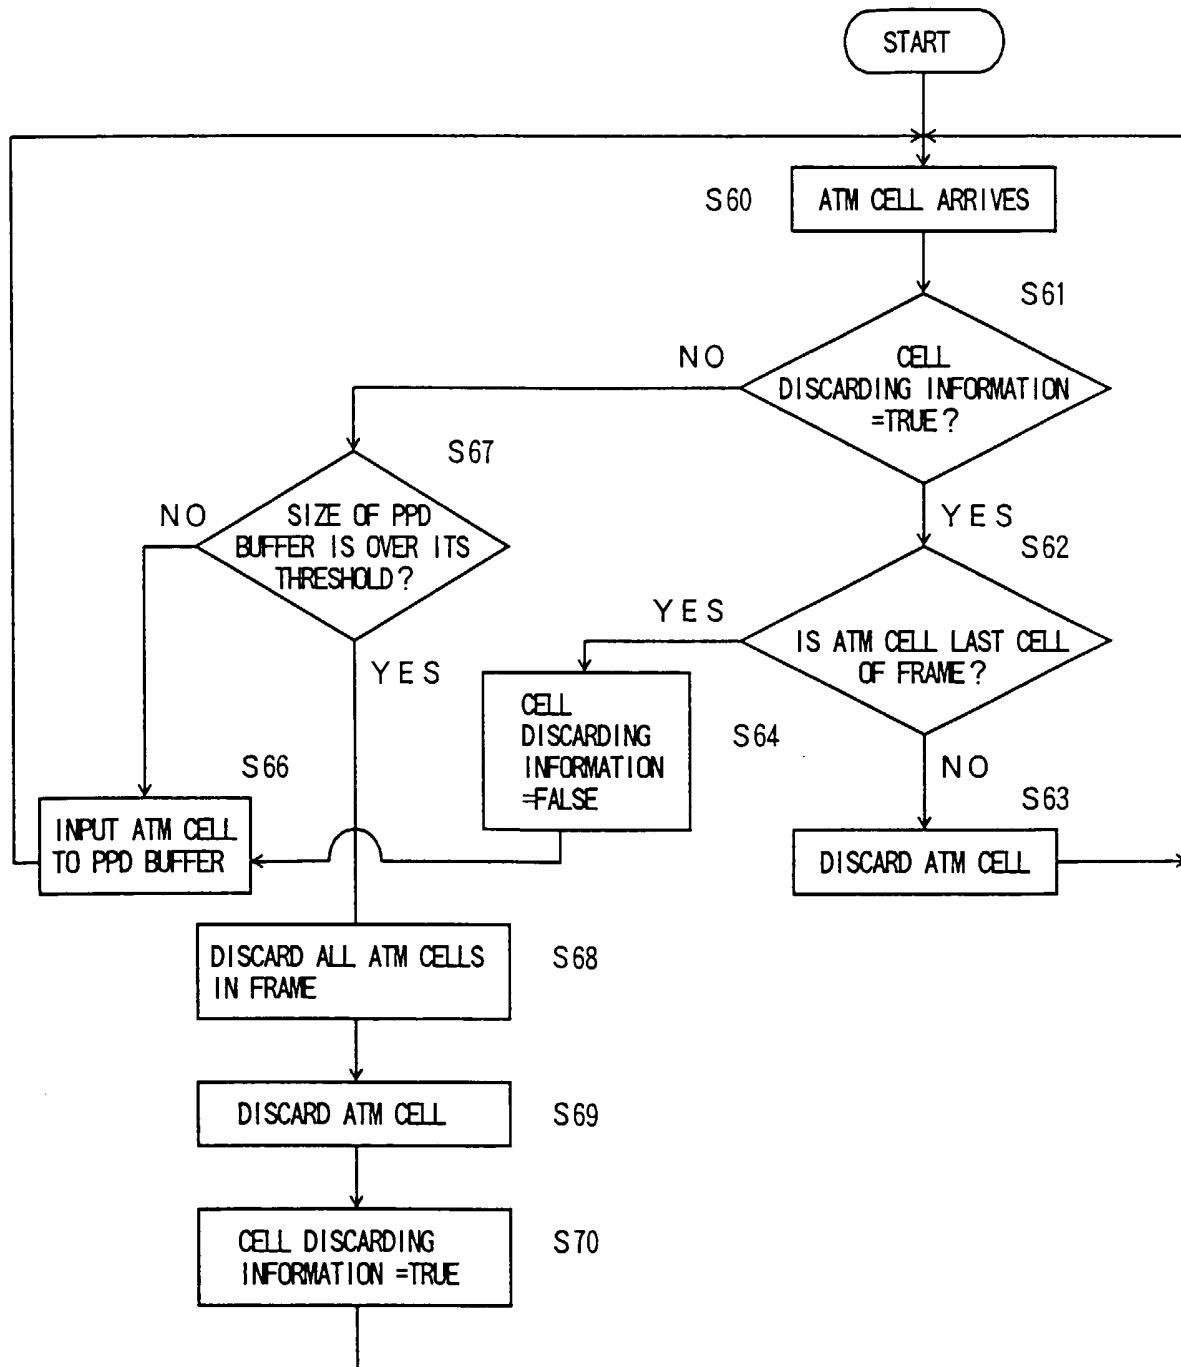 START
S60
ATM CELL ARRIVES
S61
NO
CELL
DISCARDING INFORMATION
=TRUE?
S67
NO
SIZE OF PPD
BUFFER IS OVER ITS
THRESHOLD?
YES
S62
YES
IS ATM CELL LAST CELL
OF FRAME?
YES
CELL
DISCARDING
INFORMATION
=FALSE
S64
NO
S66
S63
INPUT ATM CELL
TO PPD BUFFER
DISCARD ATM CELL
DISCARD ALL ATM CELLS
IN FRAME
S68
DISCARD ATM CELL
S69
CELL DISCARDING
INFORMATION =TRUE
S70